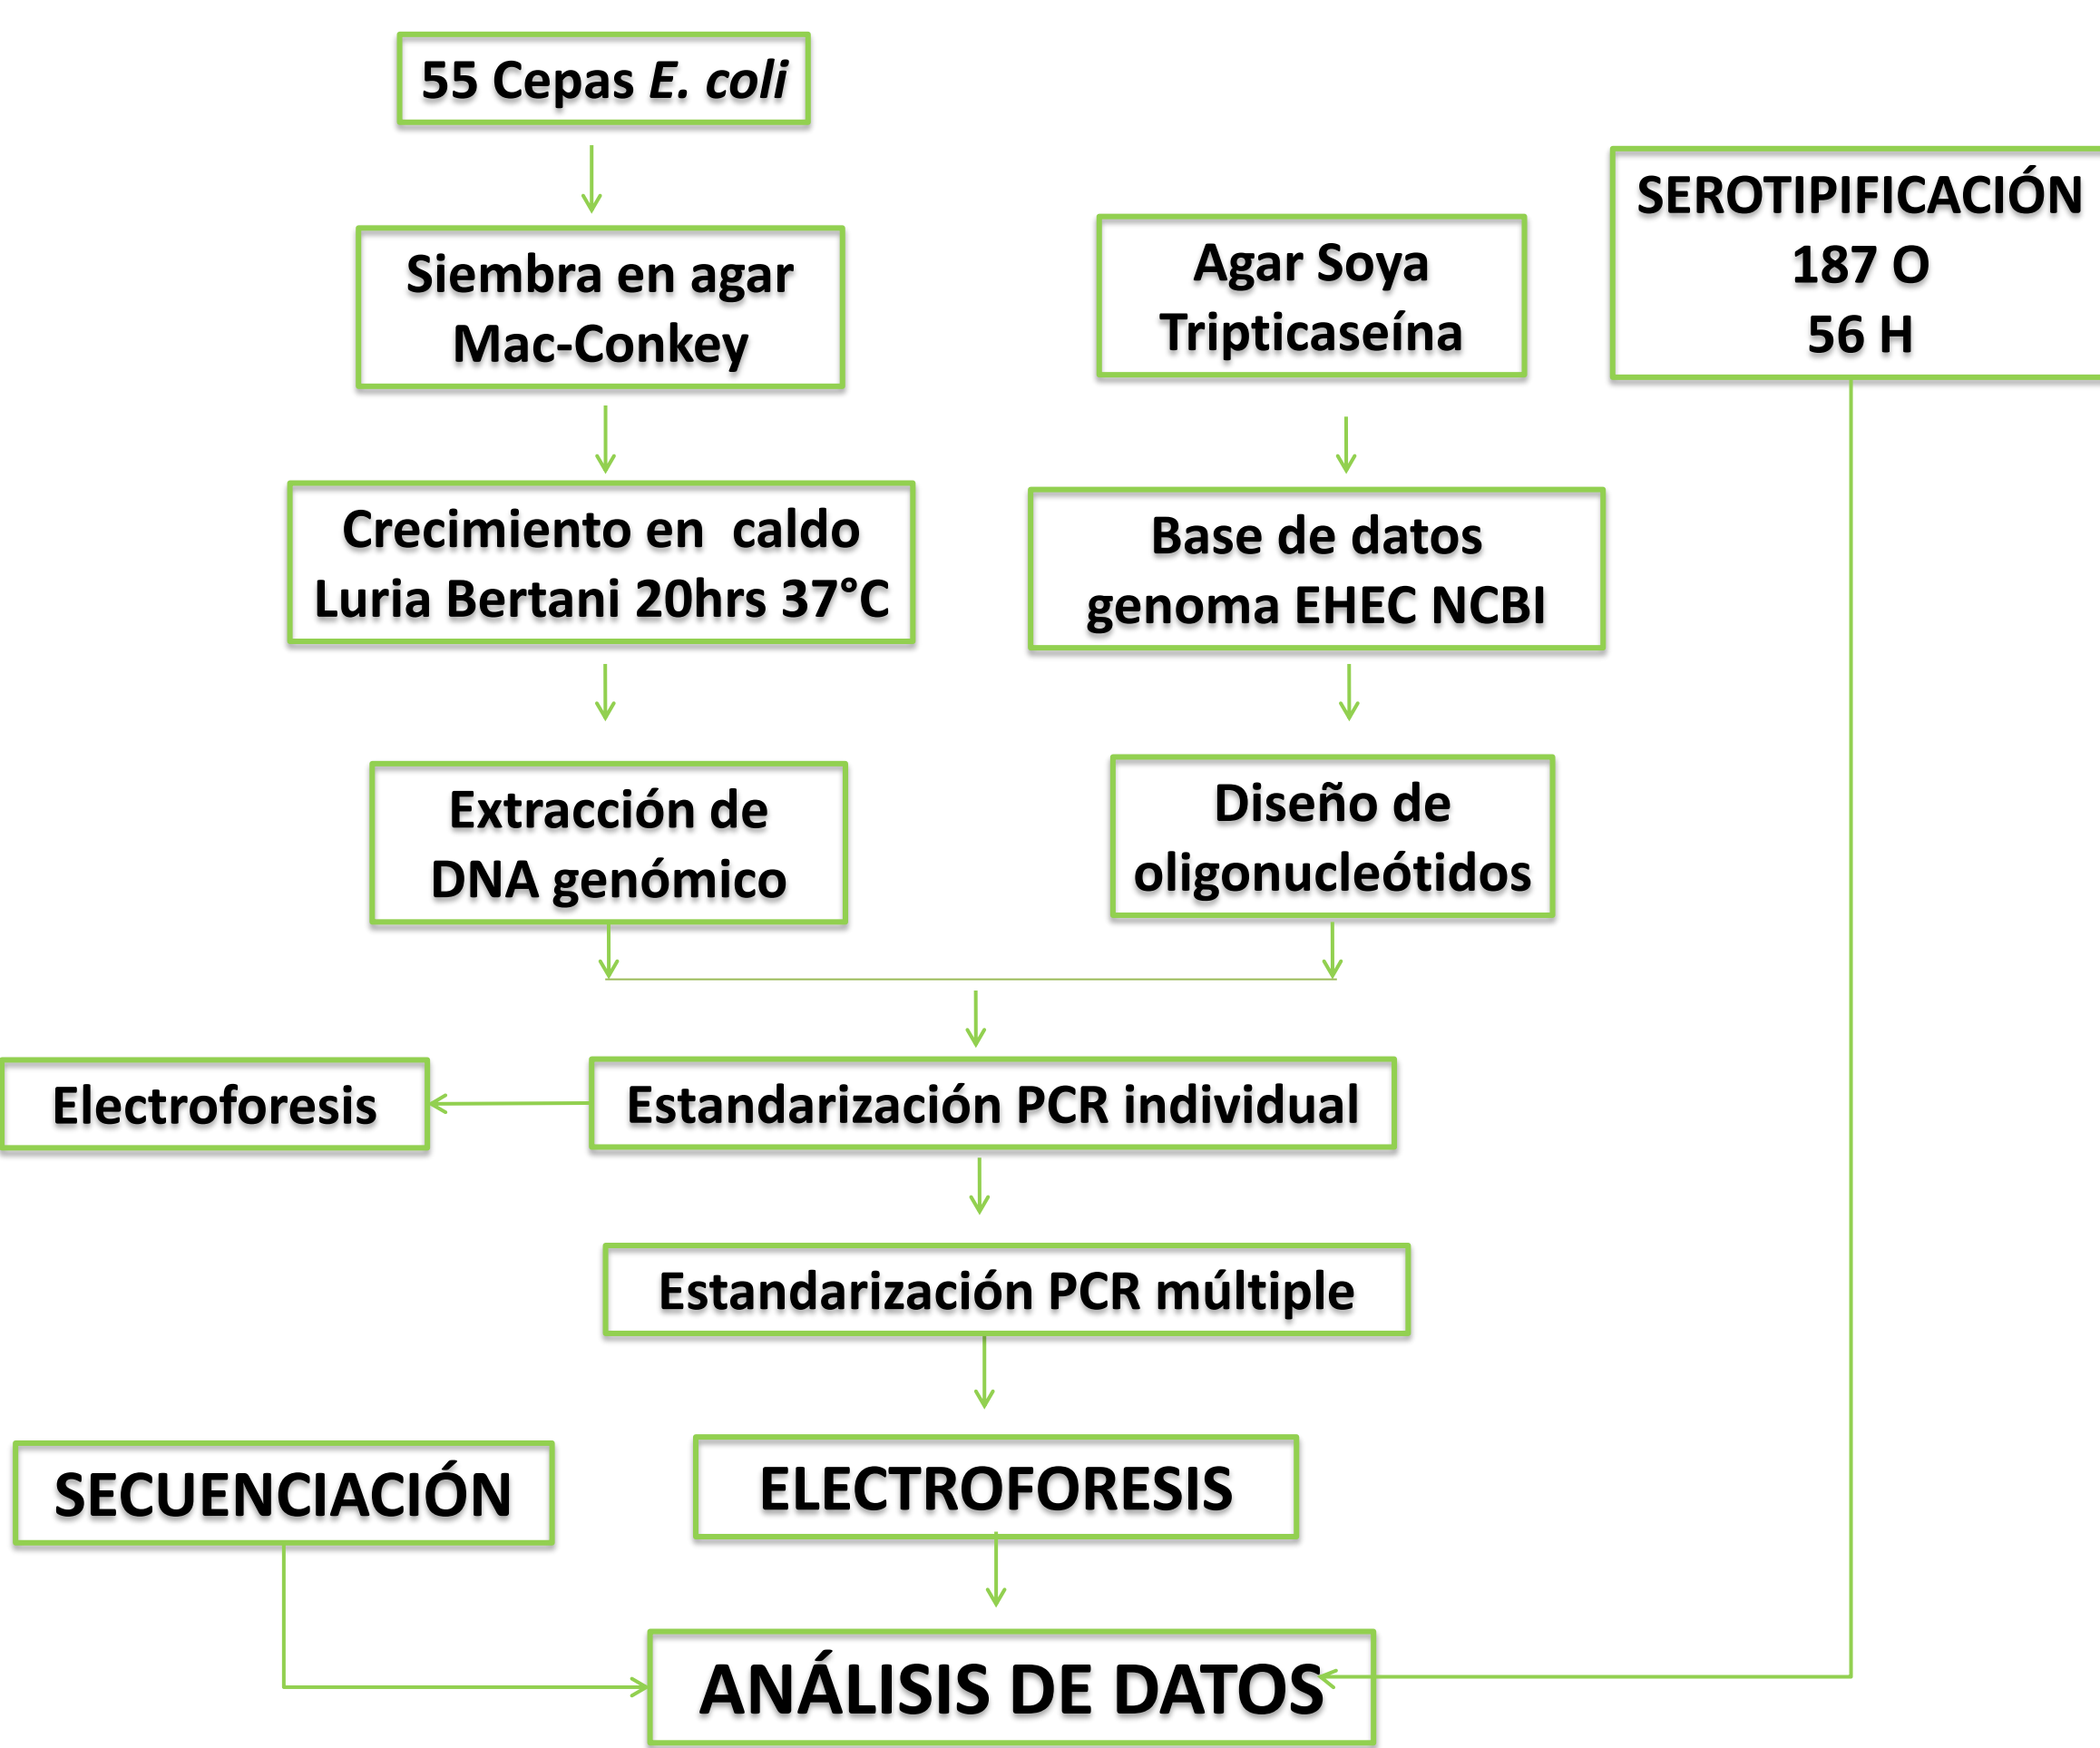 55 Cepas E. coli
Siembra en agar
Mac-Conkey
Agar Soya
Tripticaseína
SEROTIPIFICACIÓN
187 O
56 H
Crecimiento en caldo
Luria Bertani 20hrs 37°C
Base de datos
genoma EHEC NCBI
Extracción de
DNA genómico
Diseño de
oligonucleótidos
Electroforesis
Estandarización PCR individual
Estandarización PCR múltiple
SECUENCIACIÓN
ELECTROFORESIS
ANÁLISIS DE DATOS